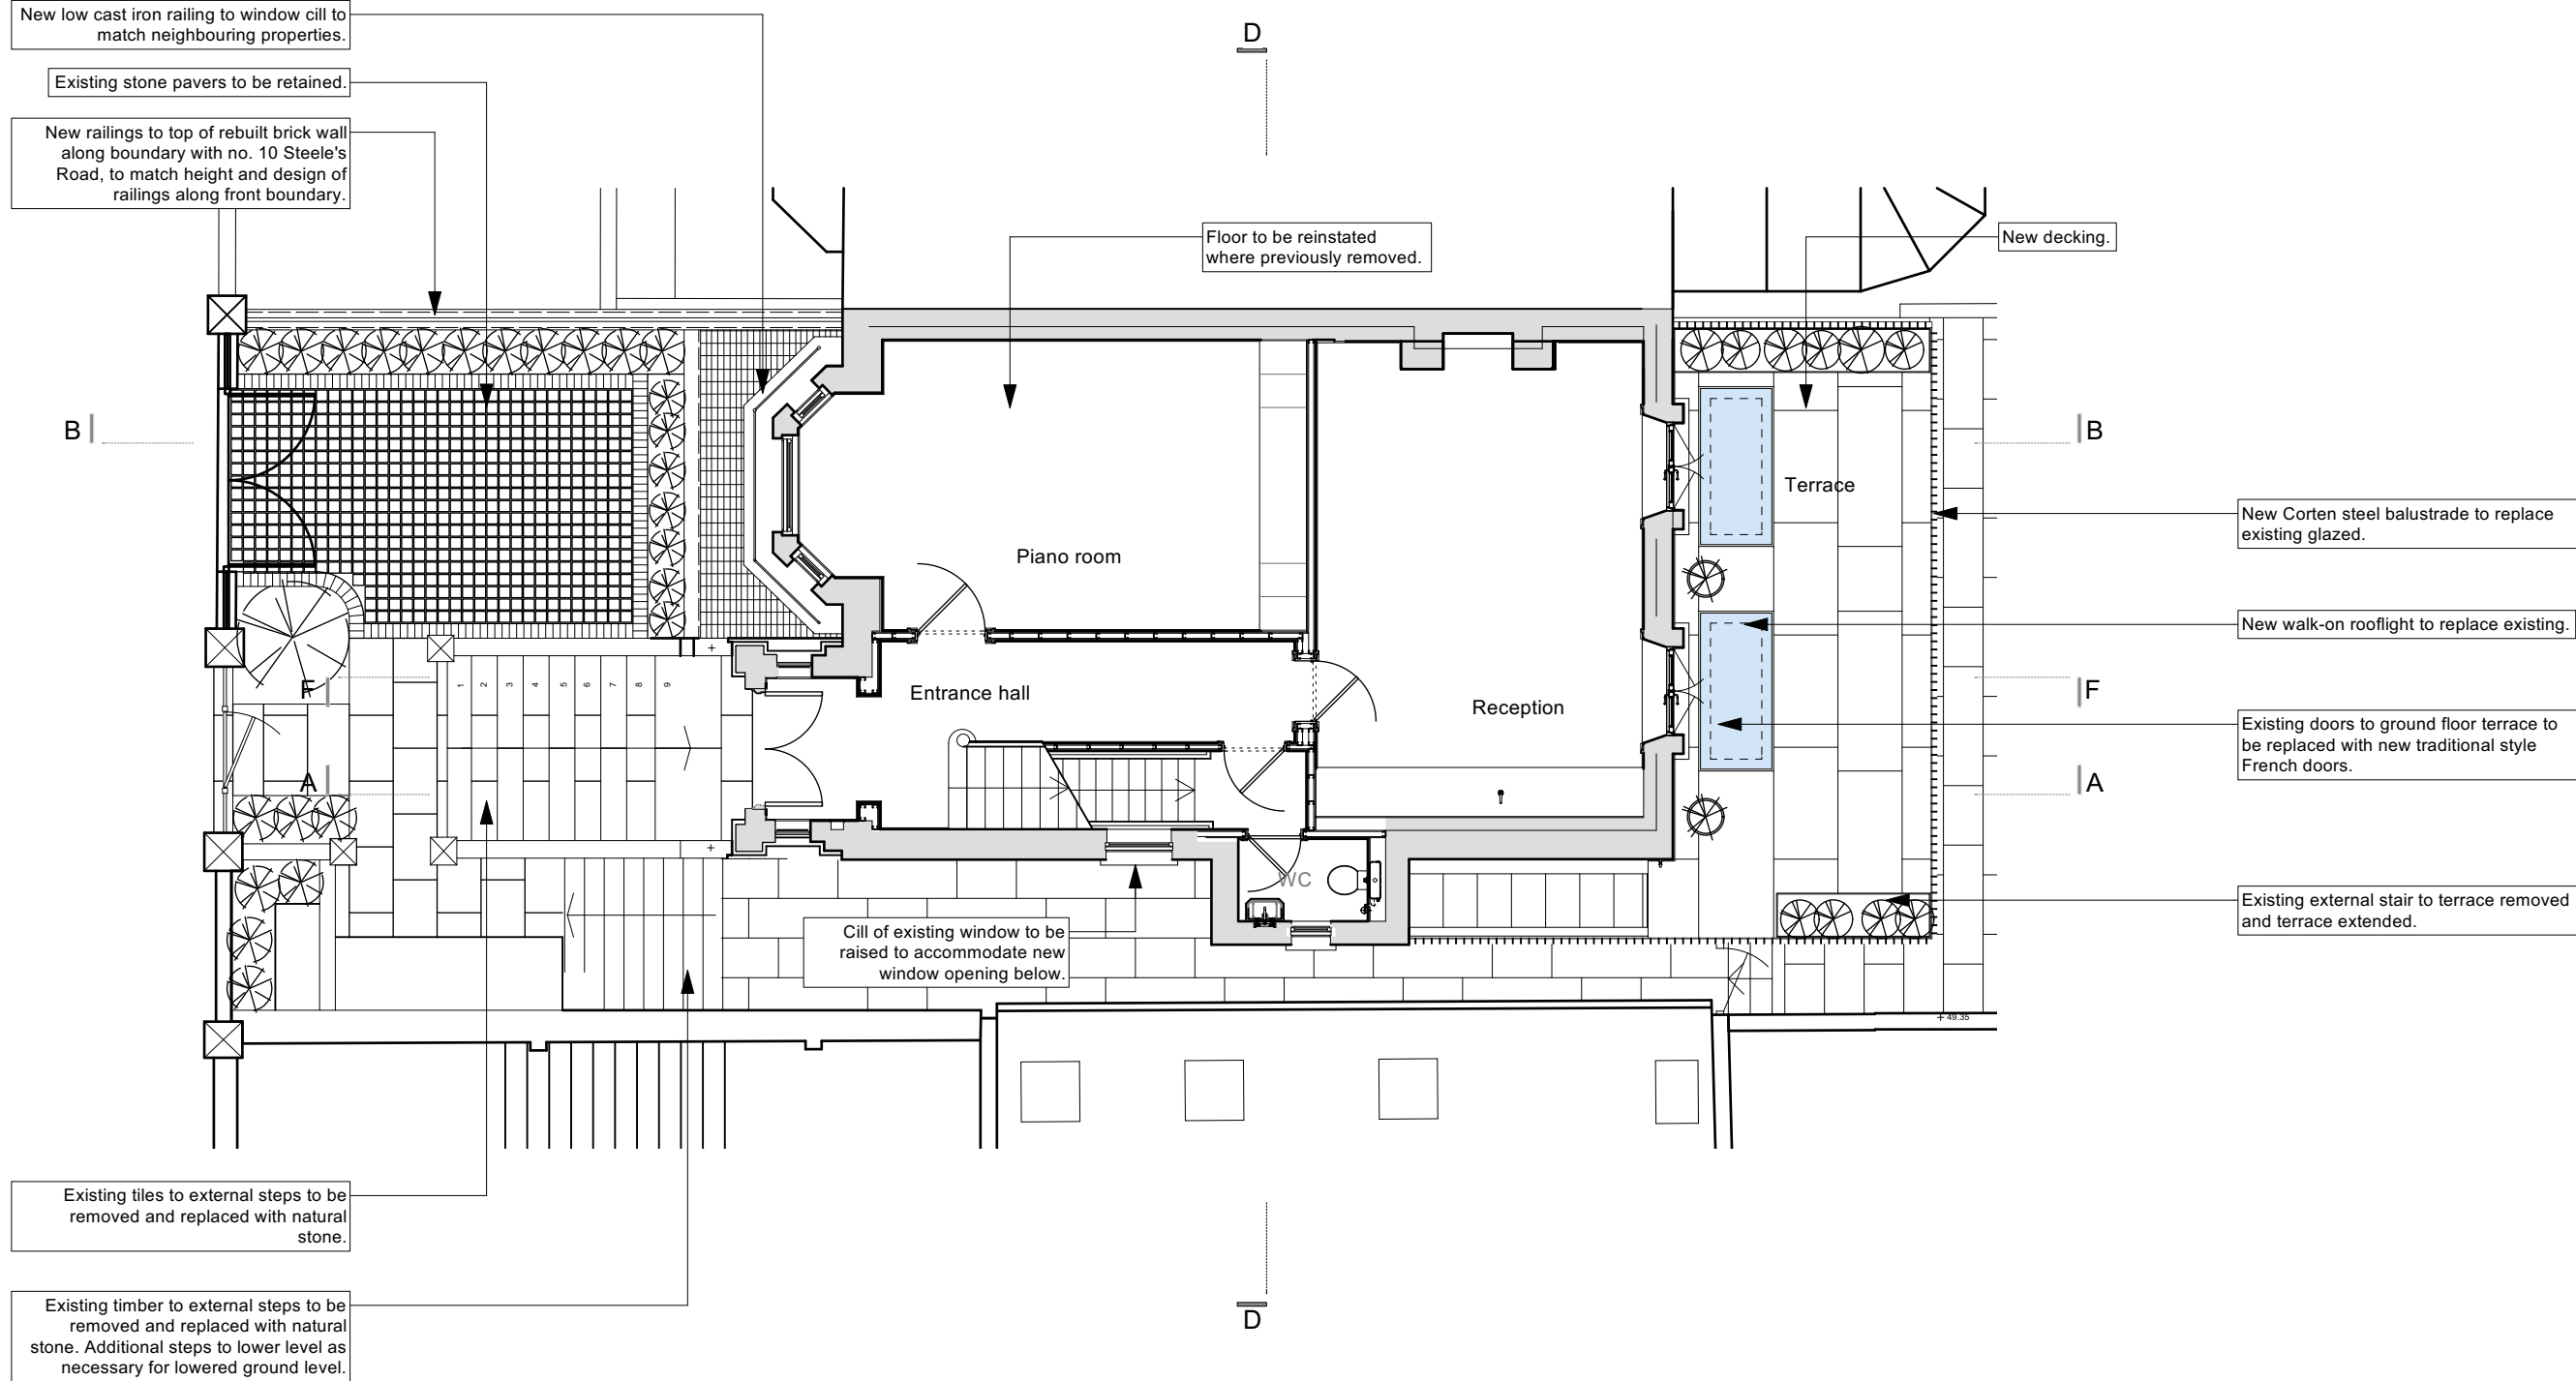 New low cast iron railing to window cill to
match neighbouring properties.
Existing stone pavers to be retained.
New railings to top of rebuilt brick wall
along boundary with no. 10 Steele's
Road, to match height and design of
railings along front boundary.
D
Floor to be reinstated
where previously removed.
New decking.
B
B
Terrace
New Corten steel balustrade to replace
existing glazed.
Piano room
New walk-on rooflight to replace existing.
F
1 2 3 4 5 6 7 8 9
Entrance hall
Reception
F
Existing doors to ground floor terrace to
be replaced with new traditional style
French doors.
A
A
WC
Existing external stair to terrace removed
and terrace extended.
Cill of existing window to be
raised to accommodate new
window opening below.
+ 49.35
Existing tiles to external steps to be
removed and replaced with natural
stone.
Existing timber to external steps to be
removed and replaced with natural
stone. Additional steps to lower level as
necessary for lowered ground level.
D